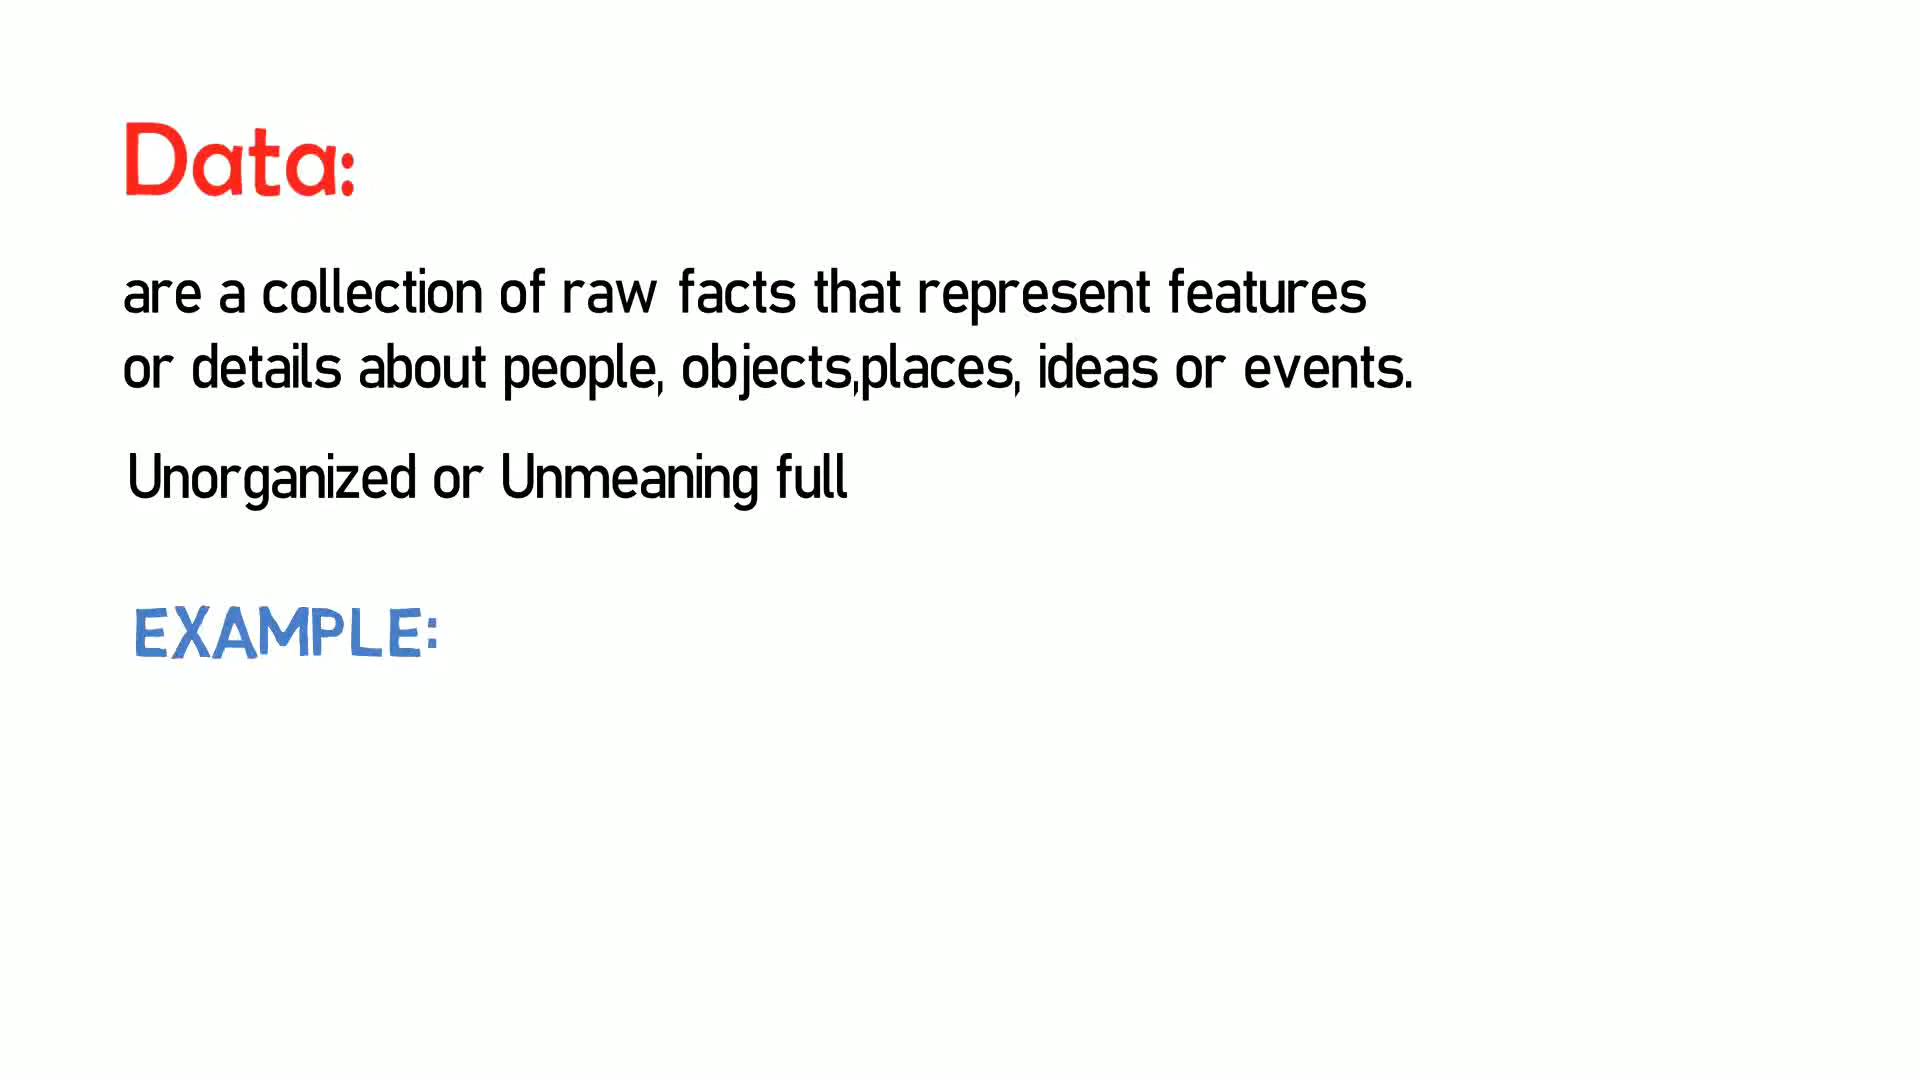 Data:
are a collection of raw facts that represent features
or details about people, objects,places, ideas or events.
Unorganized or Unmeaning full
EXAMPLE: